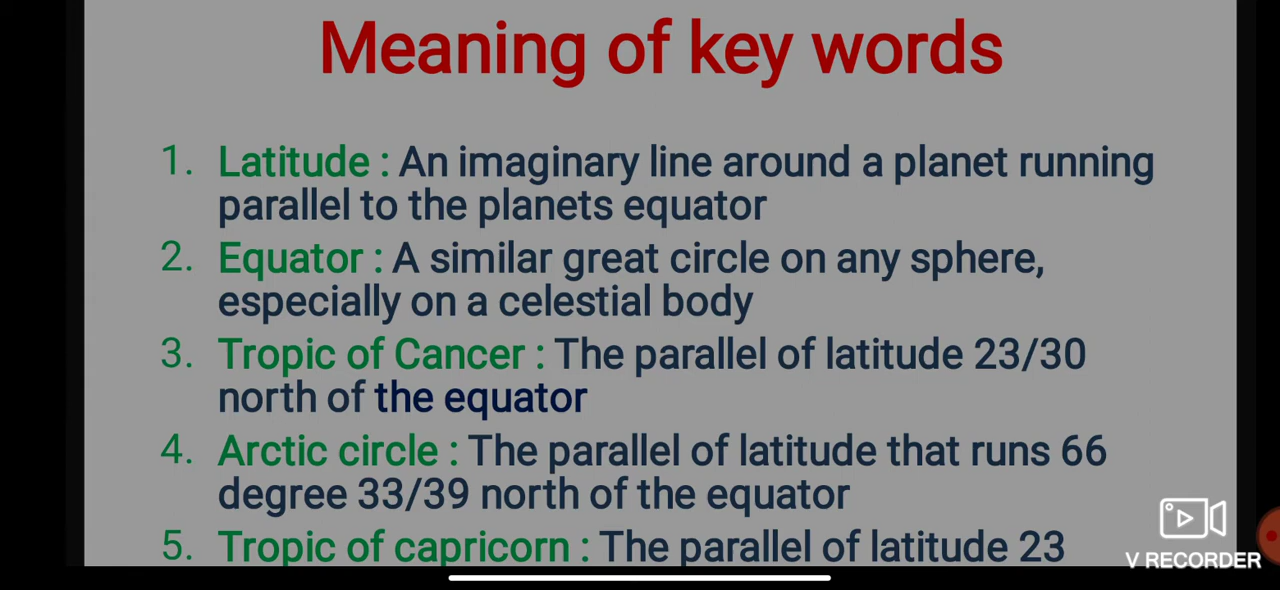 Meaning of key words
1. Latitude : An imaginary line around a planet running
parallel to the planets equator
2. Equator : A similar great circle on any sphere,
especially on a celestial body
3. Tropic of Cancer : The parallel of latitude 23/30
north of the equator
4. Arctic circle : The parallel of latitude that runs 66
degree 33/39 north of the equator
5. Tropic of capricorn : The parallel of latitude 23
V RECORDER